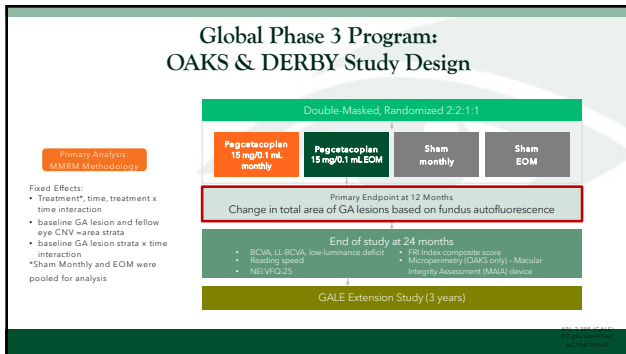 Global Phase 3 Program:
OAKS & DERBY Study Design
Double-Masked, Randomized 2:2:1:1
Pegcetacoplan
15 mg/0.1 mL
monthly
Pegcetacoplan
15 mg/0.1 mL EOM
Sham
monthly
Sham
EOM
Primary Analysis:
MMRM Methodology
Fixed Effects:
• Treatment*, time, treatment x
time interaction
• baseline GA lesion and fellow
eye CNV =area strata
• baseline GA lesion strata x time
interaction
*Sham Monthly and EOM were
pooled for analysis
Primary Endpoint at 12 Months
Change in total area of GA lesions based on fundus autofluorescence
End of study at 24 months
• BCVA, LL-BCVA, low-luminance deficit
• Reading speed
• NEI VFQ-25
• FRI Index composite score
• Microperimetry (OAKS only) - Macular
Integrity Assessment (MAIA) device
GALE Extension Study (3 years)
(GALE)